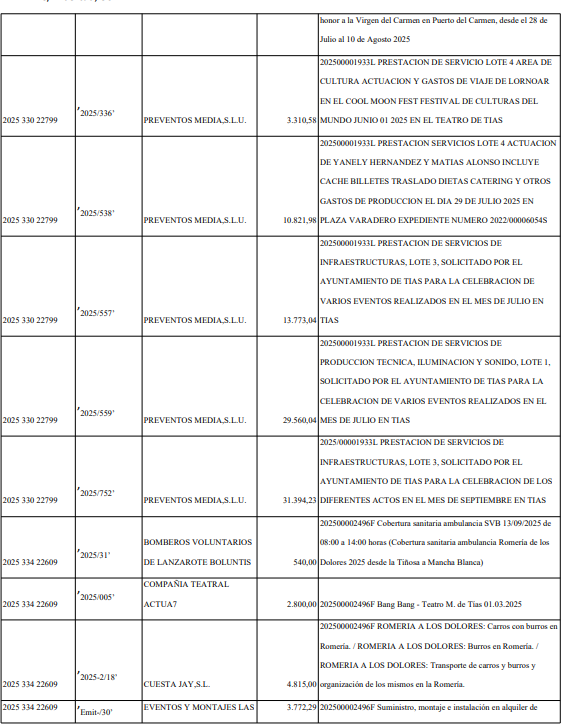 honor a la Virgen del Carmen en Puerto del Carmen, desde el 28 de
Julio al 10 de Agosto 2025
202500001933L PRESTACION DE SERVICIO LOTE 4 AREA DE
CULTURA ACTUACION Y GASTOS DE VIAJE DE LORNOAR
EN EL COOL MOON FEST FESTIVAL DE CULTURAS DEL
2025 330 22799 '2025/336' PREVENTOS MEDIA,S.L.U. 3.310,58 MUNDO JUNIO 01 2025 EN EL TEATRO DE TIAS
202500001933L PRESTACION SERVICIOS LOTE 4 ACTUACION
DE YANELY HERNANDEZ Y MATIAS ALONSO INCLUYE
CACHE BILLETES TRASLADO DIETAS CATERING Y OTROS
GASTOS DE PRODUCCION EL DIA 29 DE JULIO 2025 EN
2025 330 22799 '2025/538' PREVENTOS MEDIA,S.L.U. 10.821,98 PLAZA VARADERO EXPEDIENTE NUMERO 2022/00006054S
202500001933L PRESTACION DE SERVICIOS DE
INFRAESTRUCTURAS, LOTE 3, SOLICITADO POR EL
AYUNTAMIENTO DE TIAS PARA LA CELEBRACION DE
VARIOS EVENTOS REALIZADOS EN EL MES DE JULIO EN
2025 330 22799 '2025/557' PREVENTOS MEDIA,S.L.U. 13.773,04 TIAS
202500001933L PRESTACION DE SERVICIOS DE
PRODUCCION TECNICA, ILUMINACION Y SONIDO, LOTE 1,
SOLICITADO POR EL AYUNTAMIENTO DE TIAS PARA LA
CELEBRACION DE VARIOS EVENTOS REALIZADOS EN EL
2025 330 22799 '2025/559' PREVENTOS MEDIA,S.L.U. 29.560,04 MES DE JULIO EN TIAS
2025/00001933L PRESTACION DE SERVICIOS DE
INFRAESTRUCTURAS, LOTE 3, SOLICITADO POR EL
AYUNTAMIENTO DE TIAS PARA LA CELEBRACION DE LOS
2025 330 22799 '2025/752' PREVENTOS MEDIA,S.L.U. 31.394,23 DIFERENTES ACTOS EN EL MES DE SEPTIEMBRE EN TIAS
202500002496F Cobertura sanitaria ambulancia SVB 13/09/2025 de
BOMBEROS VOLUNTARIOS 08:00 a 14:00 horas (Cobertura sanitaria ambulancia Romería de los
2025 334 22609 '2025/31' DE LANZAROTE BOLUNTIS 540,00 Dolores 2025 desde la Tiñosa a Mancha Blanca)
COMPAÑIA TEATRAL
2025 334 22609 '2025/005' ACTUA7 2.800,00 202500002496F Bang Bang - Teatro M. de Tias 01.03.2025
202500002496F ROMERIA A LOS DOLORES: Carros con burros en
Romería. / ROMERIA A LOS DOLORES: Burros en Romería. /
ROMERIA A LOS DOLORES: Transporte de carros y burros y
2025 334 22609 '2025-2/18' CUESTA JAY,S.L. 4.815,00 organización de los mismos en la Romería.
2025 334 22609 'Emit-/30' EVENTOS Y MONTAJES LAS 3.772,29 202500002496F Suministro, montaje e instalación en alquiler de